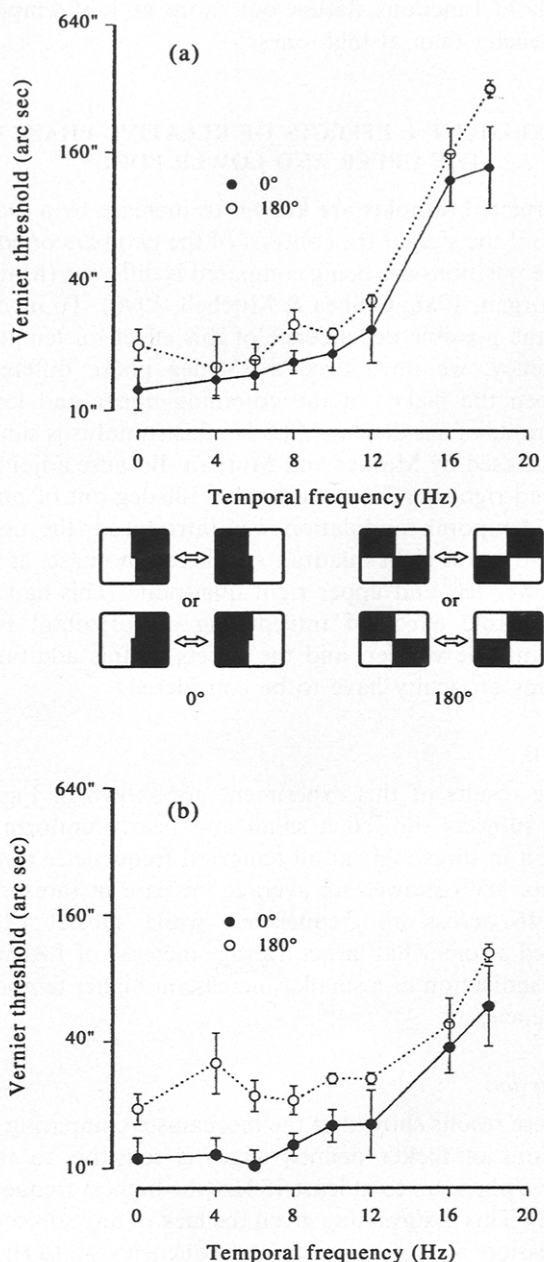 640"
(a)
Vernier threshold (arc sec)
160"
0°
180°
40"
10"
0 4 8 12 16 20
Temporal frequency (Hz)
or or
0° 180°
640"
(b)
Vernier threshold (arc sec)
160"
0°
180°
40"
10"
0 4 8 12 16 20
Temporal frequency (Hz)